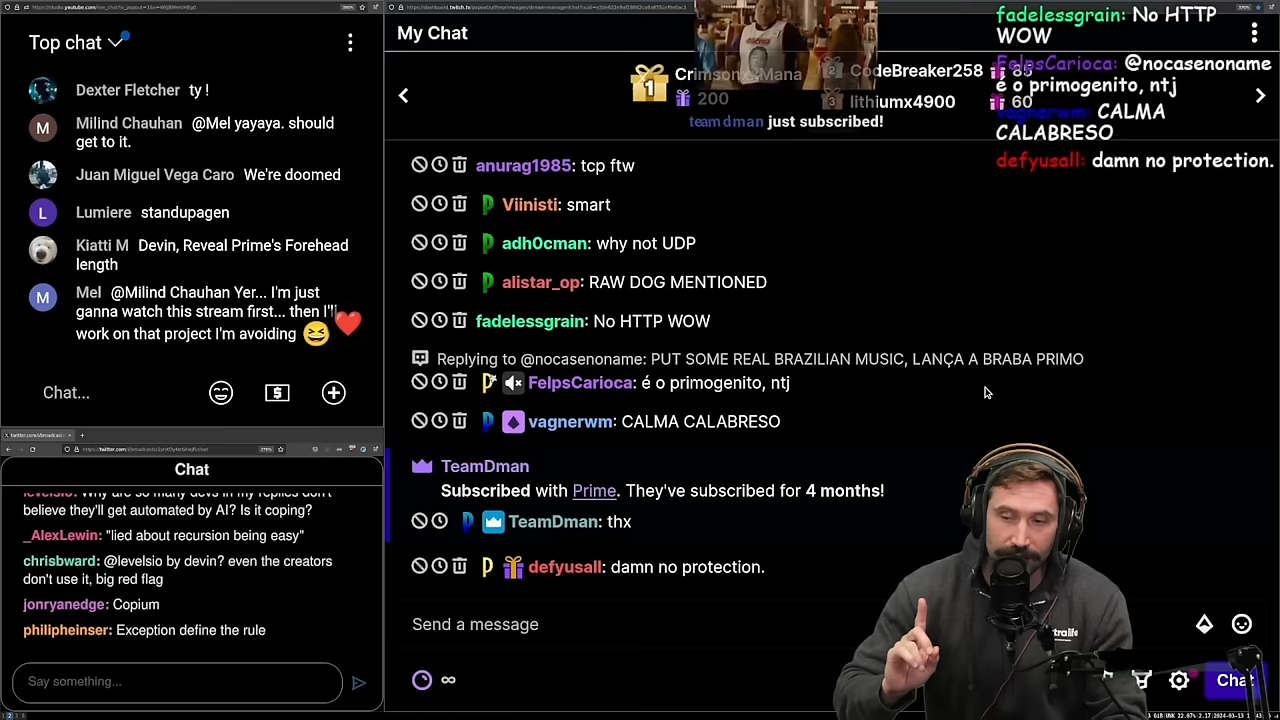 Top chat
Dexter Fletcher ty !
M
Milind Chauhan @Mel yayaya. should
get to it.
Juan Miguel Vega Caro We're doomed
L
Lumiere standupagen
Kiatti M Devin, Reveal Prime's Forehead
length
M
Mel @Milind Chauhan Yer... I'm just
ganna watch this stream first... then I'll
work on that project I'm avoiding
Chat...
Chat
levelsio: Why are so many devs in my replies don't
believe they'll get automated by AI? Is it coping?
_AlexLewin: "lied about recursion being easy"
chrisbward: @levelsio by devin? even the creators
don't use it, big red flag
jonryanedge: Copium
philipheinser: Exception define the rule
Say something...
My Chat
1
CrimsonxMana
200
2
CodeBreaker258
85
3
lithiumx4900
60
teamdman just subscribed!
anurag1985: tcp ftw
Viinisti: smart
adh0cman: why not UDP
alistar_op: RAW DOG MENTIONED
fadelessgrain: No HTTP WOW
Replying to @nocasenoname: PUT SOME REAL BRAZILIAN MUSIC, LANÇA A BRABA PRIMO
FelpsCarioca: é o primogenito, ntj
vagnerwm: CALMA CALABRESO
TeamDman
Subscribed with Prime. They've subscribed for 4 months!
TeamDman: thx
defyusall: damn no protection.
Send a message
∞
Chat
fadelessgrain: No HTTP
WOW
FelpsCarioca: @nocasenoname
é o primogenito, ntj
vagnerwm: CALMA
CALABRESO
defyusall: damn no protection.